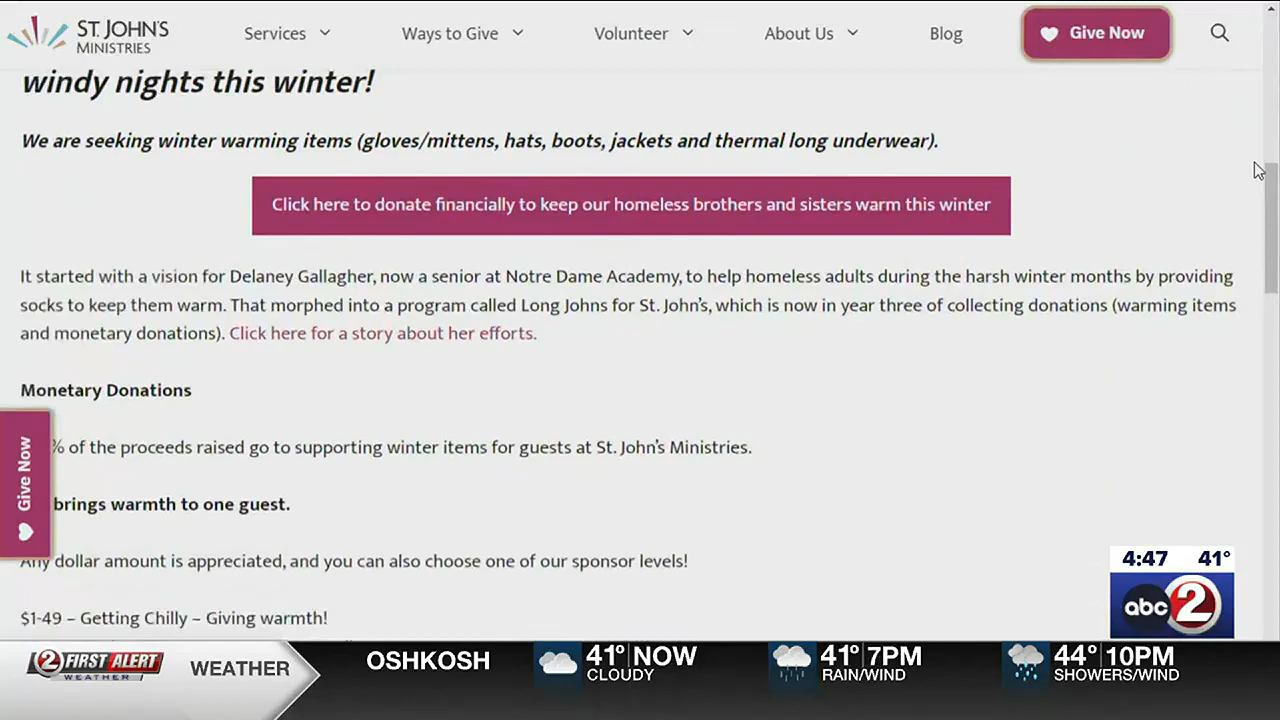 ST. JOHN'S
MINISTRIES
Services
Ways to Give
Volunteer
About Us
Blog
Give Now
windy nights this winter!
We are seeking winter warming items (gloves/mittens, hats, boots, jackets and thermal long underwear).
Click here to donate financially to keep our homeless brothers and sisters warm this winter
It started with a vision for Delaney Gallagher, now a senior at Notre Dame Academy, to help homeless adults during the harsh winter months by providing
socks to keep them warm. That morphed into a program called Long Johns for St. John's, which is now in year three of collecting donations (warming items
and monetary donations). Click here for a story about her efforts.
Monetary Donations
% of the proceeds raised go to supporting winter items for guests at St. John's Ministries.
Give Now
brings warmth to one guest.
Any dollar amount is appreciated, and you can also choose one of our sponsor levels!
$1-49 – Getting Chilly – Giving warmth!
4:47 41°
abc 2
2 FIRST ALERT
WEATHER
WEATHER
OSHKOSH
41° NOW
CLOUDY
41° 7PM
RAIN/WIND
44° 10PM
SHOWERS/WIND